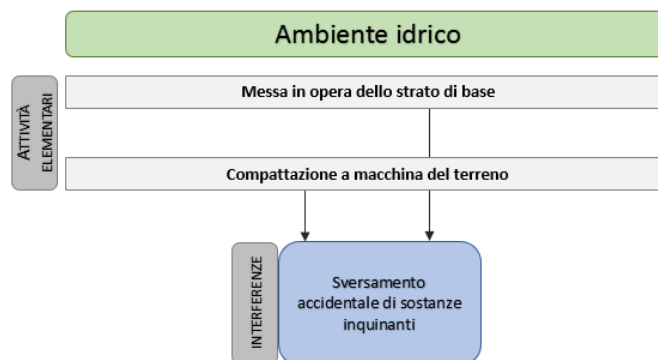 Ambiente idrico
ATTIVITÀ
ELEMENTARI
Messa in opera dello strato di base
Compattazione a macchina del terreno
INTERFERENZE
Sversamento
accidentale di sostanze
inquinanti